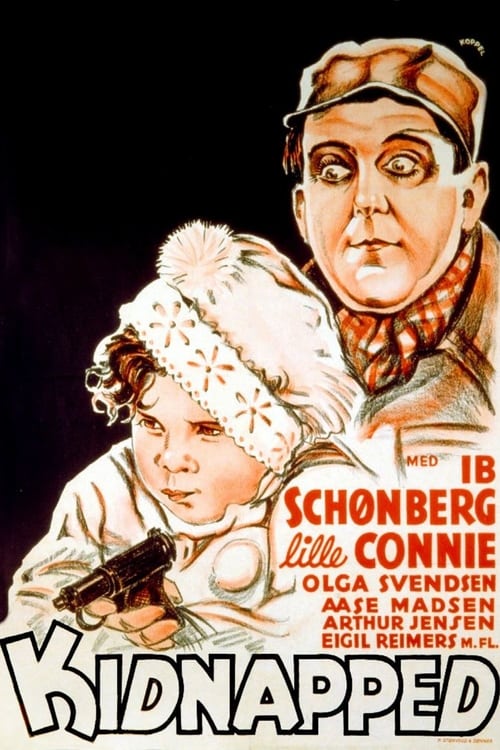 KOPPEL
MED IB
SCHØNBERG
lille CONNIE
OLGA SVENDSEN
AASE MADSEN
ARTHUR JENSEN
EIGIL REIMERS M.FL.
KIDNAPPED